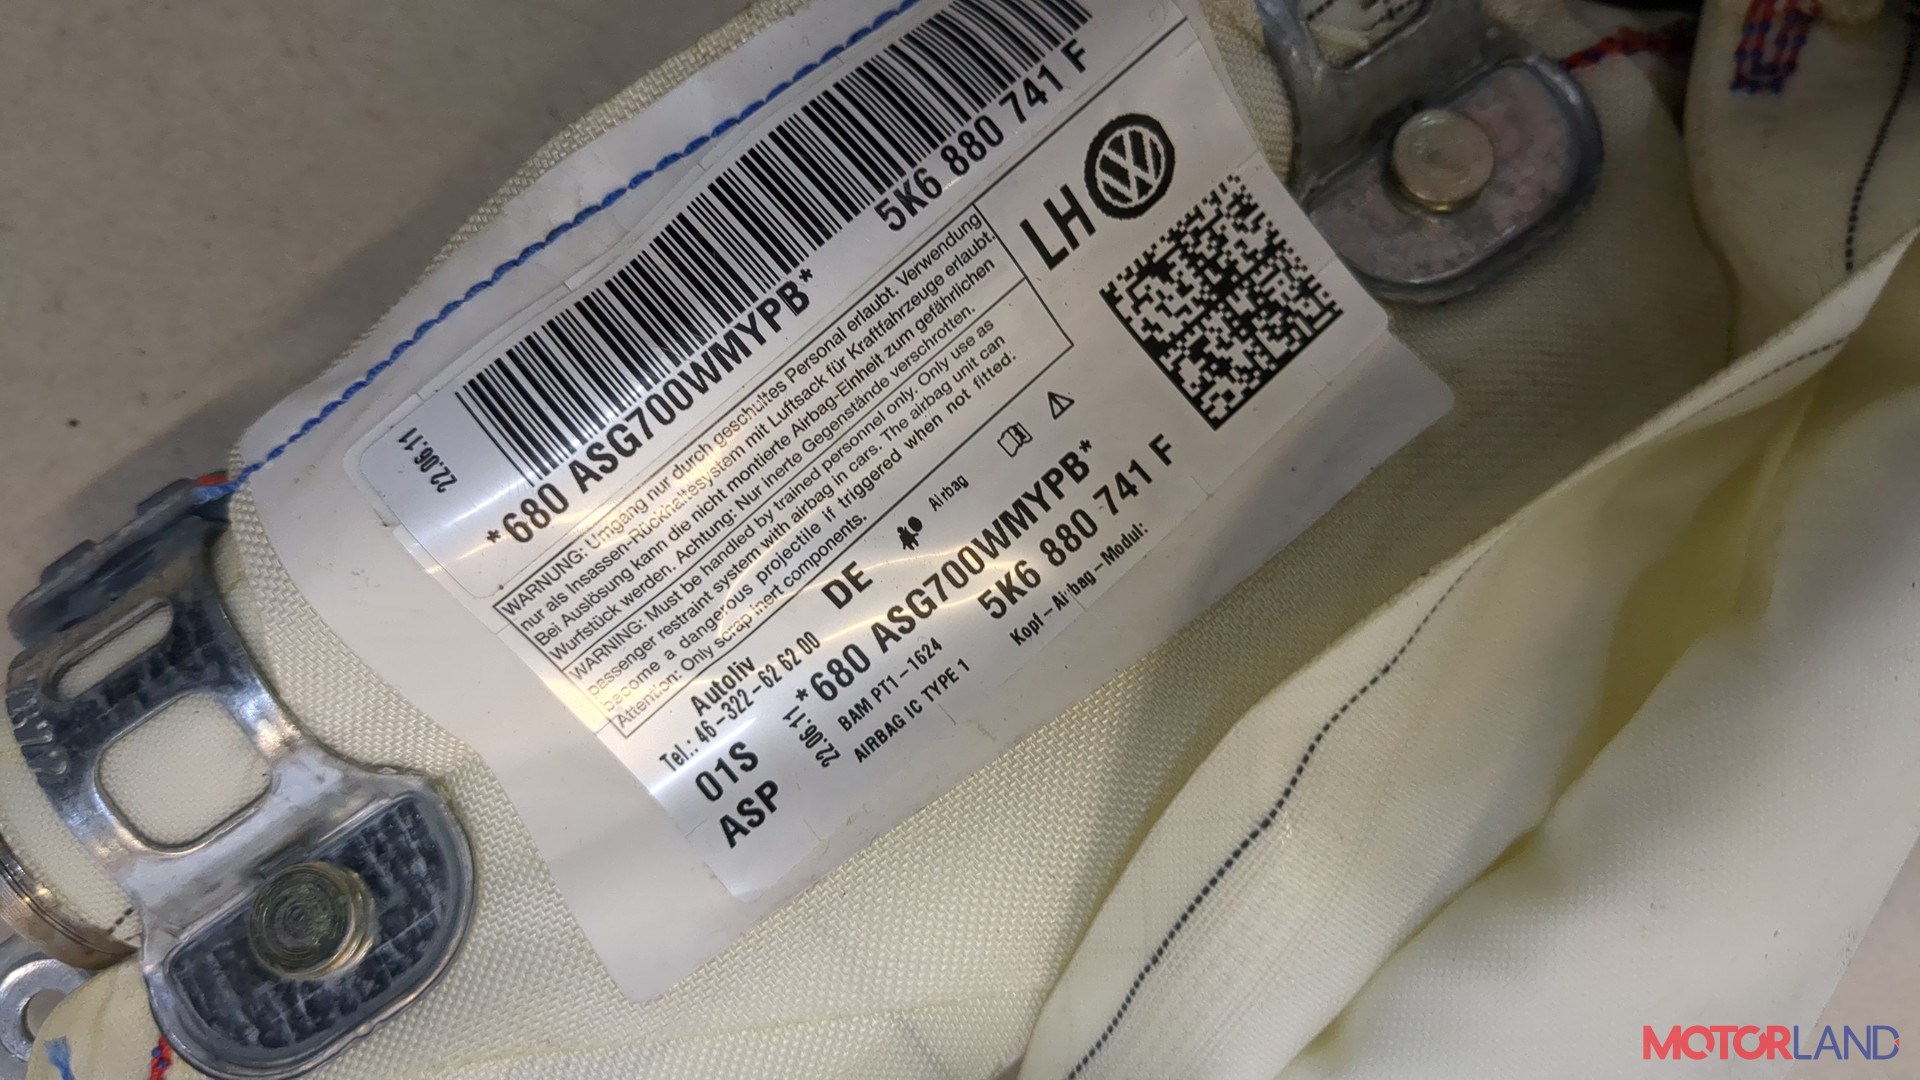 5K6 880 741 F
*680 ASG700WMYPB*
22.06.11
LH
WARNUNG: Umgang nur durch geschultes Personal erlaubt. Verwendung
nur als Insassen-Rückhaltesystem mit Luftsack für Kraftfahrzeuge erlaubt.
Bei Auslösung kann die nicht montierte Airbag-Einheit zum gefährlichen
Wurfstück werden. Achtung: Nur inerte Gegenstände verschrotten.
WARNING: Must be handled by trained personnel only. Only use as
passenger restraint system with airbag in cars. The airbag unit can
become a dangerous projectile if triggered when not fitted.
Attention: Only scrap inert components.
Autoliv
DE
Airbag
Tel.: 46-322-62 62 00
01S
ASP
*680 ASG700WMYPB*
22.06.11
BAM PT1-1624
5K6 880 741 F
AIRBAG IC TYPE 1
Kopf-Airbag-Modul:
MOTORLAND